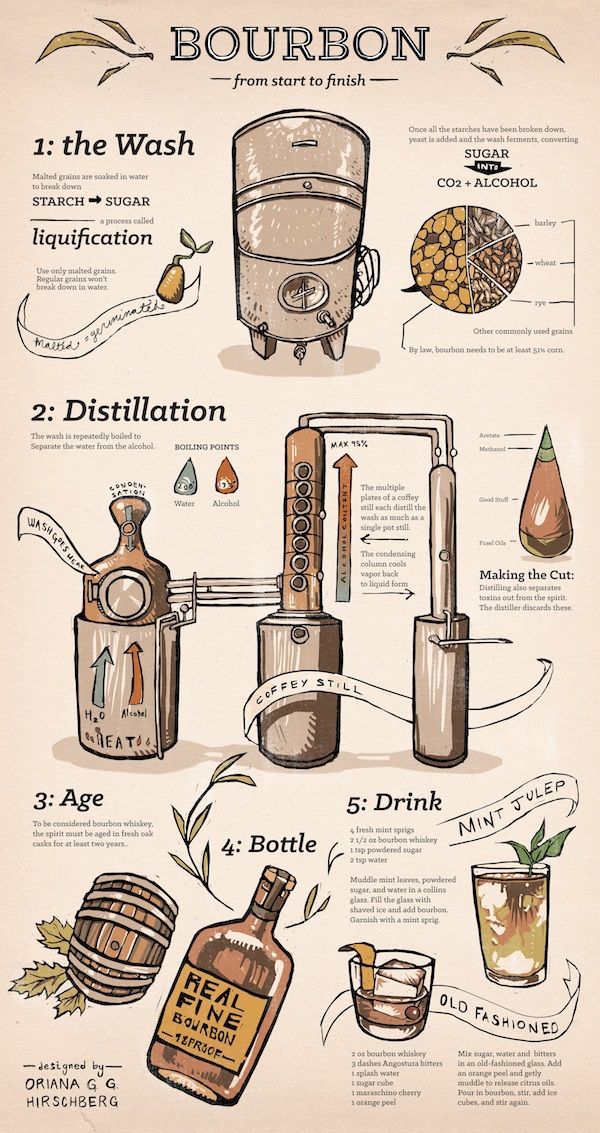 BOURBON
from start to finish
1: the Wash
Malted grains are soaked in water
to break down
STARCH ➡ SUGAR
a process called
liquification
Use only malted grains.
Regular grains won't
break down in water.
Malted = germinated
Once all the starches have been broken down,
yeast is added and the wash ferments, converting
SUGAR
INTO
CO2 + ALCOHOL
barley
wheat
rye
Other commonly used grains
By law, bourbon needs to be at least 51% corn.
2: Distillation
The wash is repeatedly boiled to
Separate the water from the alcohol.
BOILING POINTS
Water
Alcohol
CONDEN-
SATION
WASH GOES HERE
H2O
Alcohol
HEAT
MAX 95%
ALCOHOL CONTENT
The multiple
plates of a coffey
still each distill the
wash as much as a
single pot still.
The condensing
column cools
vapor back
to liquid form
COFFEY STILL
Acetate
Methanol
Good Stuff
Fusel Oils
Making the Cut:
Distilling also separates
toxins out from the spirit.
The distiller discards these.
3: Age
To be considered bourbon whiskey,
the spirit must be aged in fresh oak
casks for at least two years..
4: Bottle
REAL
FINE
BOURBON
98PROOF
5: Drink
MINT JULEP
4 fresh mint sprigs
2 1/2 oz bourbon whiskey
1 tsp powdered sugar
2 tsp water
Muddle mint leaves, powdered
sugar, and water in a collins
glass. Fill the glass with
shaved ice and add bourbon.
Garnish with a mint sprig.
OLD FASHIONED
2 oz bourbon whiskey
3 dashes Angostura bitters
1 splash water
1 sugar cube
1 maraschino cherry
1 orange peel
Mix sugar, water and bitters
in an old-fashioned glass. Add
an orange peel and getly
muddle to release citrus oils.
Pour in bourbon, stir, add ice
cubes, and stir again.
designed by
ORIANA G. G.
HIRSCHBERG